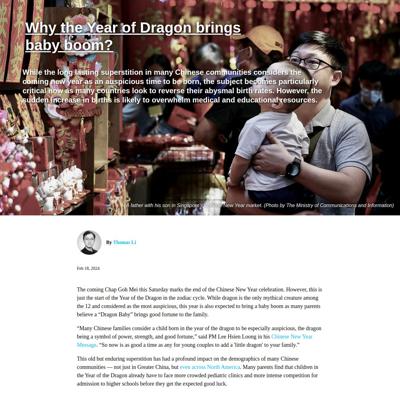 Why the Year of Dragon brings
baby boom?
While the long lasting superstition in many Chinese communities considers the
coming new year as an auspicious time to be born, the subject becomes particularly
critical now as many countries look to reverse their abysmal birth rates. However, the
sudden increase in births is likely to overwhelm medical and educational resources.
A father with his son in Singapore's New Year market. (Photo by The Ministry of Communications and Information)
By Thomas Li
Feb 18, 2024
The coming Chap Goh Mei this Saturday marks the end of the Chinese New Year celebration. However, this is
just the start of the Year of the Dragon in the zodiac cycle. While dragon is the only mythical creature among
the 12 and considered as the most auspicious, this year is also expected to bring a baby boom as many parents
believe a “Dragon Baby” brings good fortune to the family.
“Many Chinese families consider a child born in the year of the dragon to be especially auspicious, the dragon
being a symbol of power, strength, and good fortune,” said PM Lee Hsien Loong in his Chinese New Year
Message. “So now is as good a time as any for young couples to add a 'little dragon' to your family.”
This old but enduring superstition has had a profound impact on the demographics of many Chinese
communities — not just in Greater China, but even across North America. Many parents find that children in
the Year of the Dragon already have to face more crowded pediatric clinics and more intense competition for
admission to higher schools before they get the expected good luck.